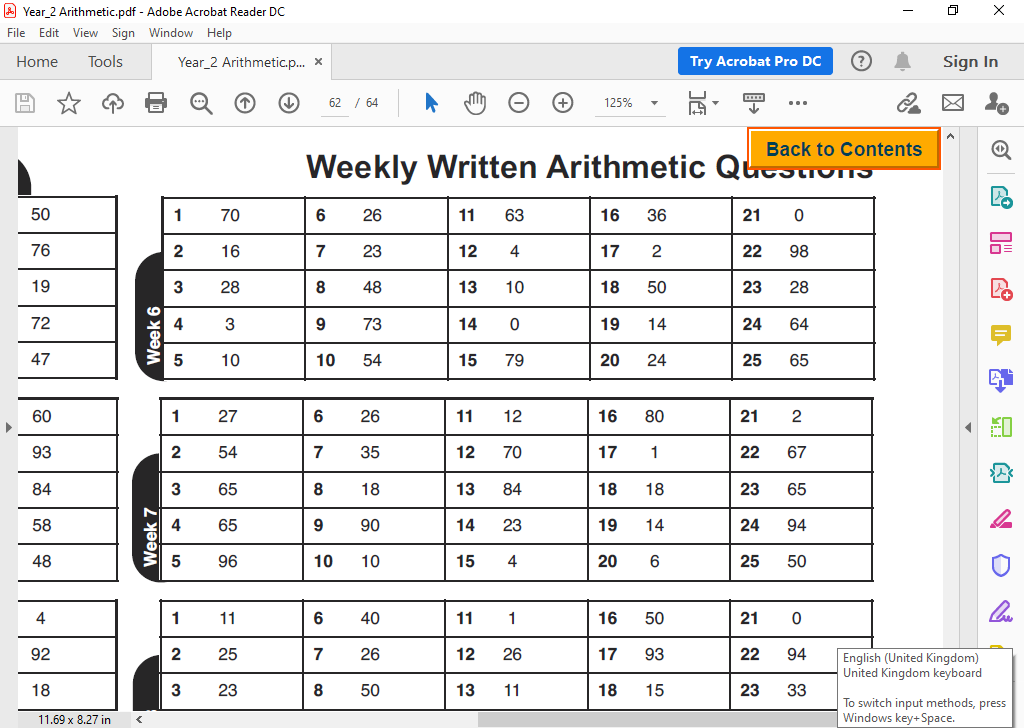 Year_2 Arithmetic.pdf - Adobe Acrobat Reader DC
File Edit View Sign Window Help
Home Tools Year_2 Arithmetic.p... × Try Acrobat Pro DC ? Sign In
62 / 64 125%
Back to Contents
Weekly Written Arithmetic Questions
50 1 70 6 26 11 63 16 36 21 0
76 2 16 7 23 12 4 17 2 22 98
19 3 28 8 48 13 10 18 50 23 28
72 4 3 9 73 14 0 19 14 24 64
47 5 10 10 54 15 79 20 24 25 65
Week 6
60 1 27 6 26 11 12 16 80 21 2
93 2 54 7 35 12 70 17 1 22 67
84 3 65 8 18 13 84 18 18 23 65
58 4 65 9 90 14 23 19 14 24 94
48 5 96 10 10 15 4 20 6 25 50
Week 7
4 1 11 6 40 11 1 16 50 21 0
92 2 25 7 26 12 26 17 93 22 94
18 3 23 8 50 13 11 18 15 23 33
English (United Kingdom)
United Kingdom keyboard
To switch input methods, press
Windows key+Space.
11.69 x 8.27 in